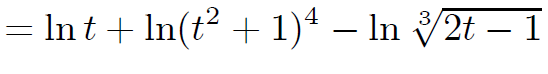 = ln t + ln(t² + 1)⁴ − ln ∛(2t − 1)